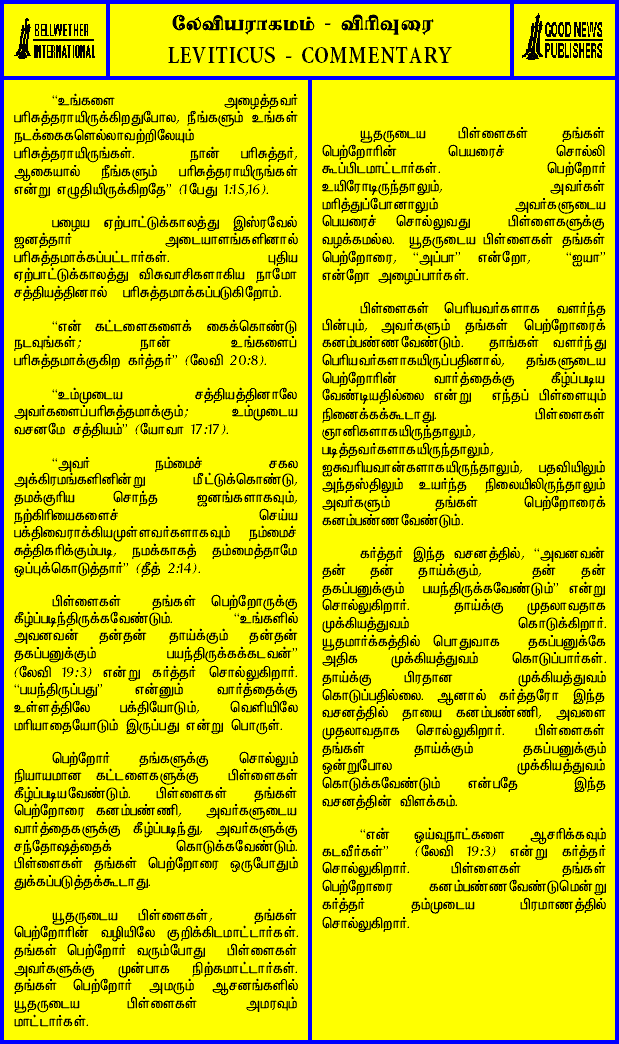 BELLWETHER
INTERNATIONAL
லேவியராகமம் - விரிவுரை
LEVITICUS - COMMENTARY
GOOD NEWS
PUBLISHERS
“உங்களை அழைத்தவர்
பரிசுத்தராயிருக்கிறதுபோல, நீங்களும் உங்கள்
நடக்கைகளெல்லாவற்றிலேயும்
பரிசுத்தராயிருங்கள். நான் பரிசுத்தர்,
ஆகையால் நீங்களும் பரிசுத்தராயிருங்கள்
என்று எழுதியிருக்கிறதே” (1பேது 1:15,16).
பழைய ஏற்பாட்டுக்காலத்து இஸ்ரவேல்
ஜனத்தார் அடையாளங்களினால்
பரிசுத்தமாக்கப்பட்டார்கள். புதிய
ஏற்பாட்டுக்காலத்து விசுவாசிகளாகிய நாமோ
சத்தியத்தினால் பரிசுத்தமாக்கப்படுகிறோம்.
“என் கட்டளைகளைக் கைக்கொண்டு
நடவுங்கள்; நான் உங்களைப்
பரிசுத்தமாக்குகிற கர்த்தர்” (லேவி 20:8).
“உம்முடைய சத்தியத்தினாலே
அவர்களைப்பரிசுத்தமாக்கும்; உம்முடைய
வசனமே சத்தியம்” (யோவா 17:17).
“அவர் நம்மைச் சகல
அக்கிரமங்களினின்று மீட்டுக்கொண்டு,
தமக்குரிய சொந்த ஜனங்களாகவும்,
நற்கிரியைகளைச் செய்ய
பக்திவைராக்கியமுள்ளவர்களாகவும் நம்மைச்
சுத்திகரிக்கும்படி, நமக்காகத் தம்மைத்தாமே
ஒப்புக்கொடுத்தார்” (தீத் 2:14).
பிள்ளைகள் தங்கள் பெற்றோருக்கு
கீழ்ப்படிந்திருக்கவேண்டும். “உங்களில்
அவனவன் தன்தன் தாய்க்கும் தன்தன்
தகப்பனுக்கும் பயந்திருக்கக்கடவன்”
(லேவி 19:3) என்று கர்த்தர் சொல்லுகிறார்.
“பயந்திருப்பது” என்னும் வார்த்தைக்கு
உள்ளத்திலே பக்தியோடும், வெளியிலே
மரியாதையோடும் இருப்பது என்று பொருள்.
பெற்றோர் தங்களுக்கு சொல்லும்
நியாயமான கட்டளைகளுக்கு பிள்ளைகள்
கீழ்ப்படியவேண்டும். பிள்ளைகள் தங்கள்
பெற்றோரை கனம்பண்ணி, அவர்களுடைய
வார்த்தைகளுக்கு கீழ்ப்படிந்து, அவர்களுக்கு
சந்தோஷத்தைக் கொடுக்கவேண்டும்.
பிள்ளைகள் தங்கள் பெற்றோரை ஒருபோதும்
துக்கப்படுத்தக்கூடாது.
யூதருடைய பிள்ளைகள், தங்கள்
பெற்றோரின் வழியிலே குறிக்கிடமாட்டார்கள்.
தங்கள் பெற்றோர் வரும்போது பிள்ளைகள்
அவர்களுக்கு முன்பாக நிற்கமாட்டார்கள்.
தங்கள் பெற்றோர் அமரும் ஆசனங்களில்
யூதருடைய பிள்ளைகள் அமரவும்
மாட்டார்கள்.
யூதருடைய பிள்ளைகள் தங்கள்
பெற்றோரின் பெயரைச் சொல்லி
கூப்பிடமாட்டார்கள். பெற்றோர்
உயிரோடிருந்தாலும், அவர்கள்
மரித்துப்போனாலும் அவர்களுடைய
பெயரைச் சொல்லுவது பிள்ளைகளுக்கு
வழக்கமல்ல. யூதருடைய பிள்ளைகள் தங்கள்
பெற்றோரை, “அப்பா” என்றோ, “ஐயா”
என்றோ அழைப்பார்கள்.
பிள்ளைகள் பெரியவர்களாக வளர்ந்த
பின்பும், அவர்களும் தங்கள் பெற்றோரைக்
கனம்பண்ணவேண்டும். தாங்கள் வளர்ந்து
பெரியவர்களாகயிருப்பதினால், தங்களுடைய
பெற்றோரின் வார்த்தைக்கு கீழ்ப்படிய
வேண்டியதில்லை என்று எந்தப் பிள்ளையும்
நினைக்கக்கூடாது. பிள்ளைகள்
ஞானிகளாகயிருந்தாலும்,
படித்தவர்களாகயிருந்தாலும்,
ஐசுவரியவான்களாகயிருந்தாலும், பதவியிலும்
அந்தஸ்திலும் உயர்ந்த நிலையிலிருந்தாலும்
அவர்களும் தங்கள் பெற்றோரைக்
கனம்பண்ணவேண்டும்.
கர்த்தர் இந்த வசனத்தில், “அவனவன்
தன் தன் தாய்க்கும், தன் தன்
தகப்பனுக்கும் பயந்திருக்கவேண்டும்” என்று
சொல்லுகிறார். தாய்க்கு முதலாவதாக
முக்கியத்துவம் கொடுக்கிறார்.
யூதமார்க்கத்தில் பொதுவாக தகப்பனுக்கே
அதிக முக்கியத்துவம் கொடுப்பார்கள்.
தாய்க்கு பிரதான முக்கியத்துவம்
கொடுப்பதில்லை. ஆனால் கர்த்தரோ இந்த
வசனத்தில் தாயை கனம்பண்ணி, அவளை
முதலாவதாக சொல்லுகிறார். பிள்ளைகள்
தங்கள் தாய்க்கும் தகப்பனுக்கும்
ஒன்றுபோல முக்கியத்துவம்
கொடுக்கவேண்டும் என்பதே இந்த
வசனத்தின் விளக்கம்.
“என் ஓய்வுநாட்களை ஆசரிக்கவும்
கடவீர்கள்” (லேவி 19:3) என்று கர்த்தர்
சொல்லுகிறார். பிள்ளைகள் தங்கள்
பெற்றோரை கனம்பண்ணவேண்டுமென்று
கர்த்தர் தம்முடைய பிரமாணத்தில்
சொல்லுகிறார்.